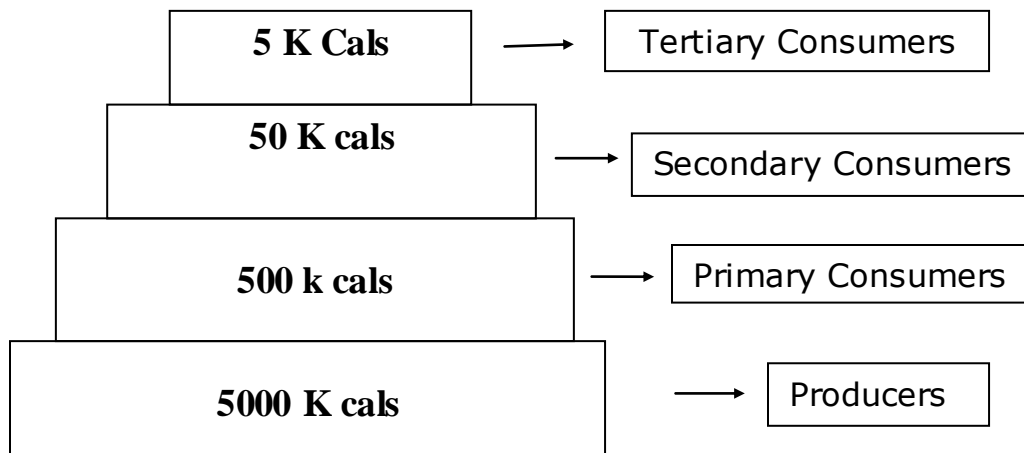 5 K Cals
Tertiary Consumers
50 K cals
Secondary Consumers
500 k cals
Primary Consumers
5000 K cals
Producers